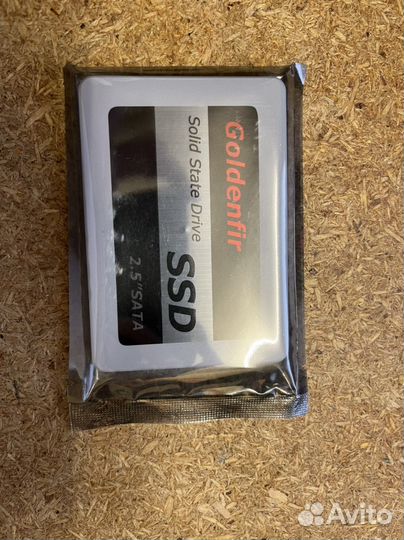 Goldenfir
Solid State Drive
SSD
2.5"SATA
Avito